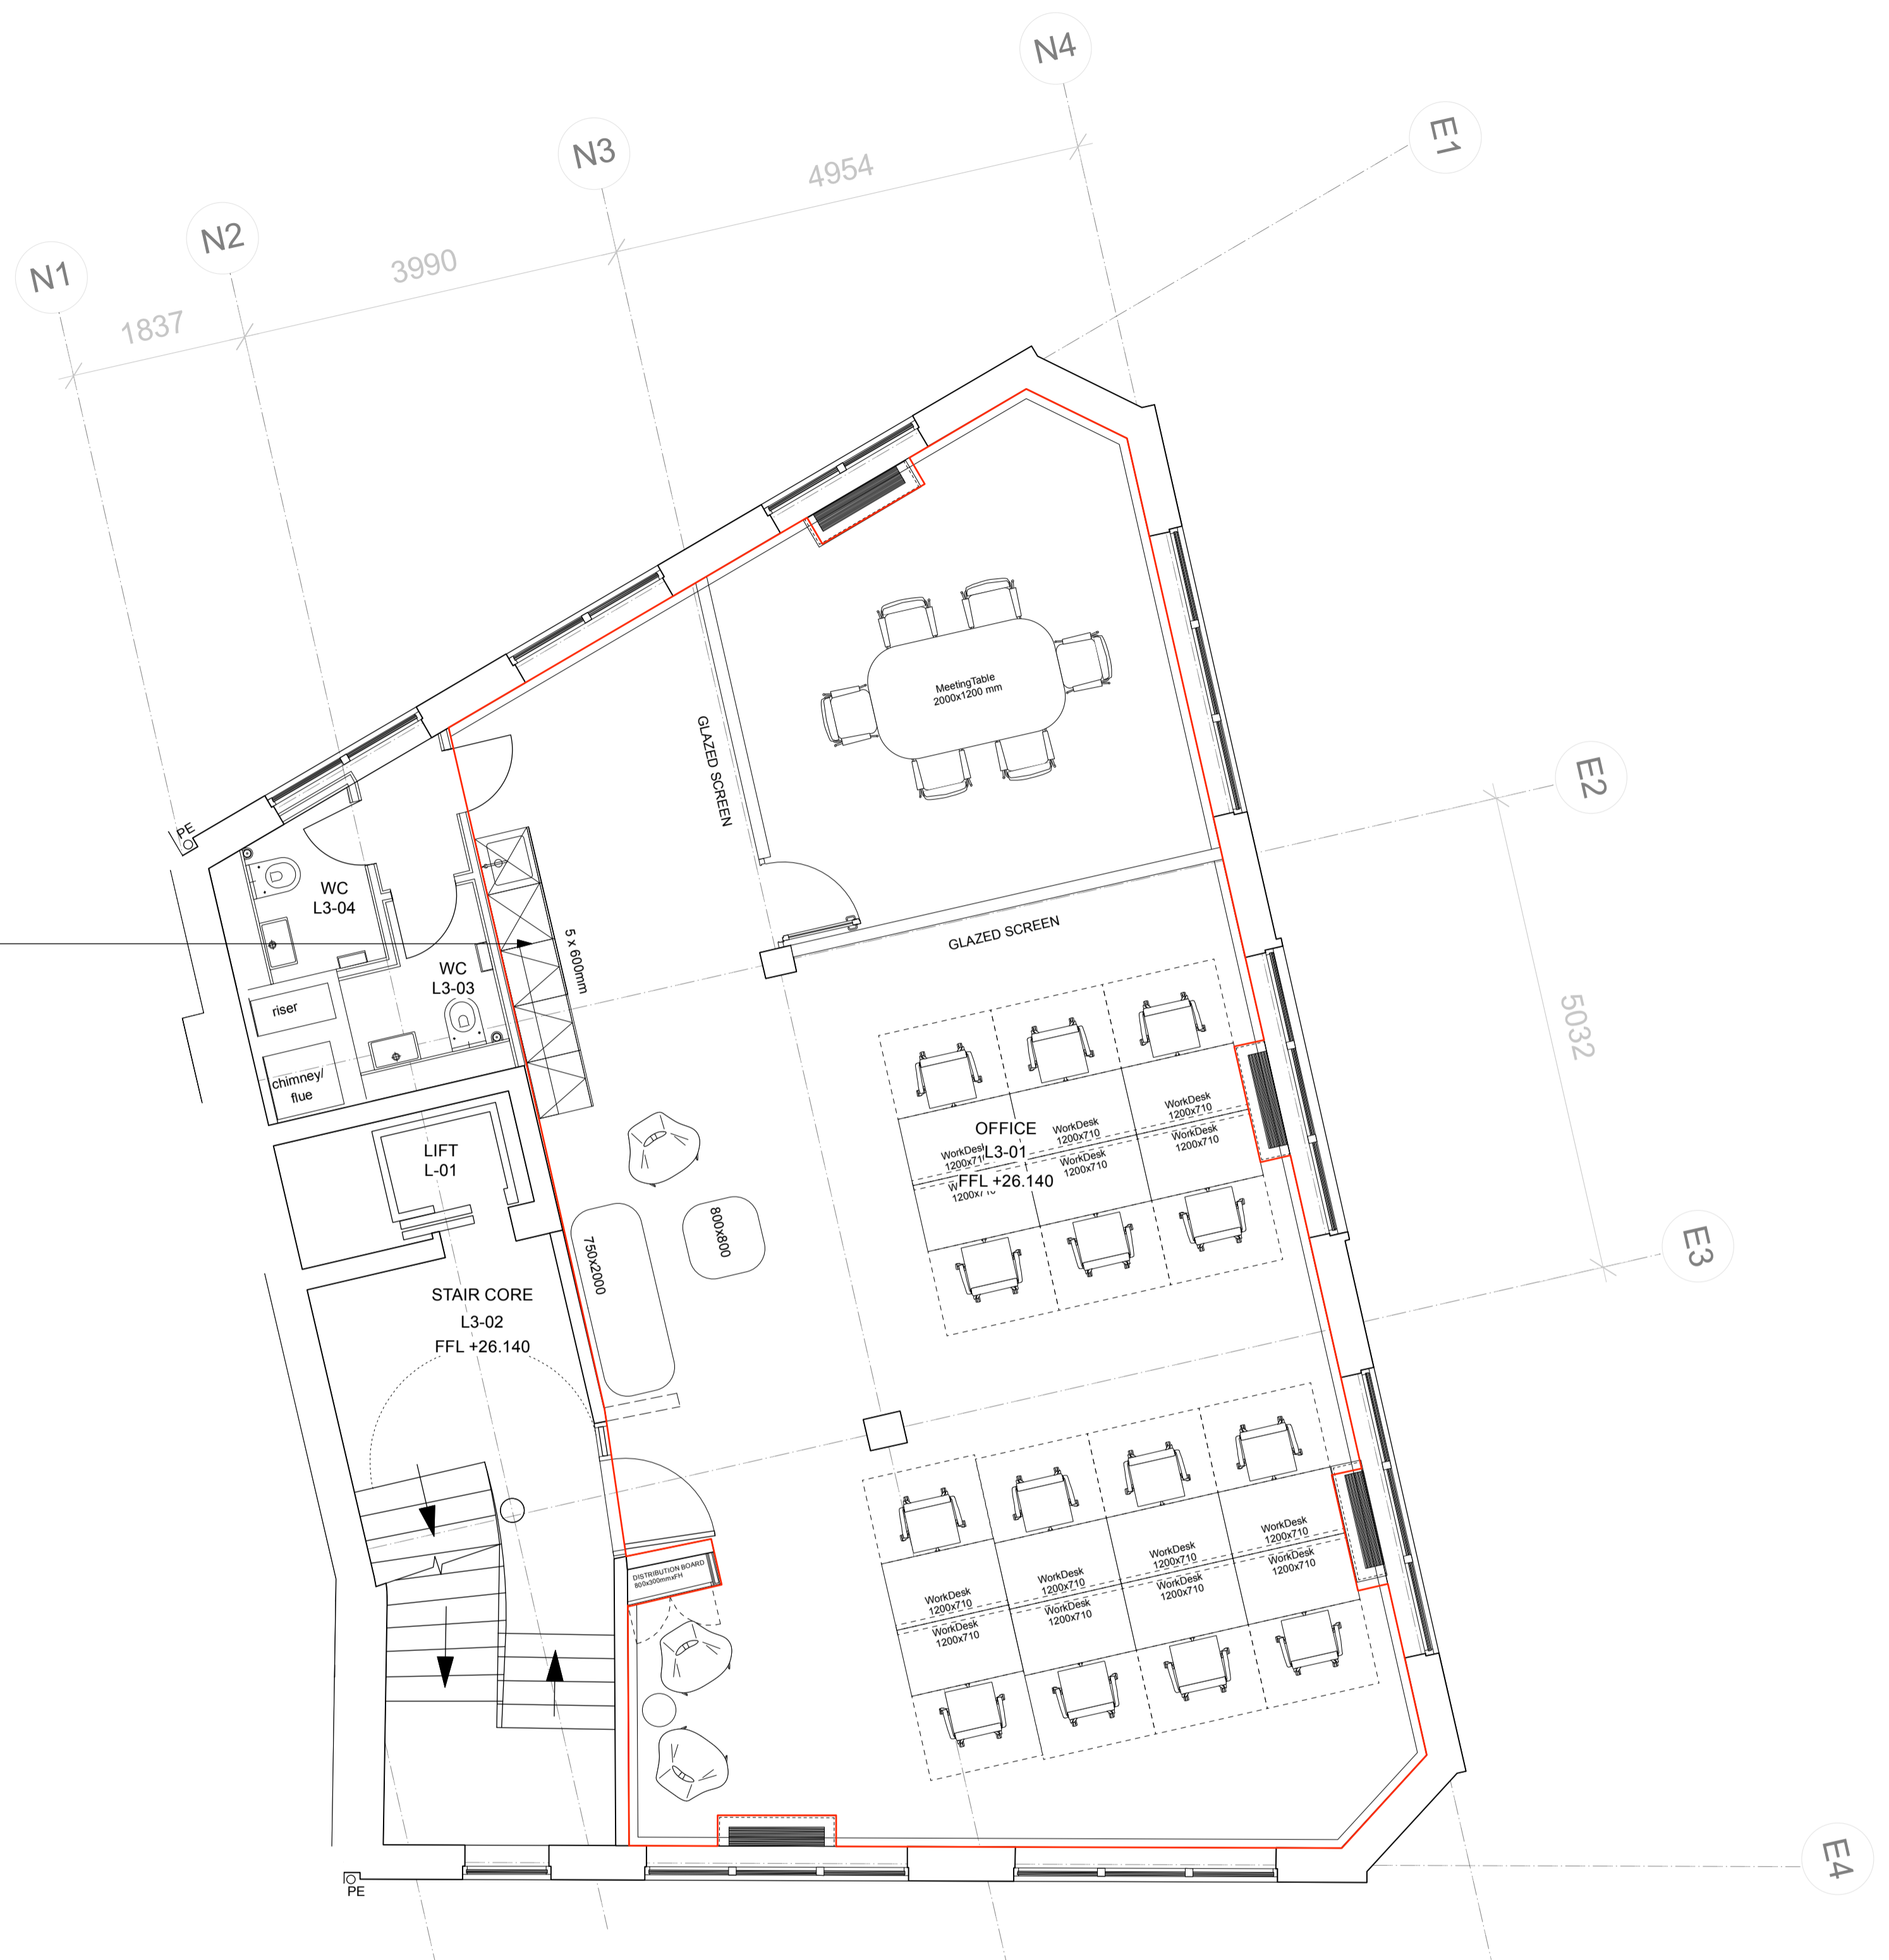 N4
E1
N3
4954
N2
3990
N1
1837
MeetingTable
2000x1200 mm
GLAZED SCREEN
E2
PE
WC
L3-04
GLAZED SCREEN
5 x 600mm
WC
L3-03
riser
5032
chimney/
flue
WorkDesk
1200x710
WorkDesk
1200x710
WorkDesk
1200x710
WorkDesk
1200x710
OFFICE
L3-01
FFL +26.140
LIFT
L-01
800x800
750x2000
E3
STAIR CORE
L3-02
FFL +26.140
WorkDesk
1200x710
WorkDesk
1200x710
WorkDesk
1200x710
WorkDesk
1200x710
WorkDesk
1200x710
WorkDesk
1200x710
WorkDesk
1200x710
WorkDesk
1200x710
DISTRIBUTION BOARD
800x300mmxFH
E4
PE